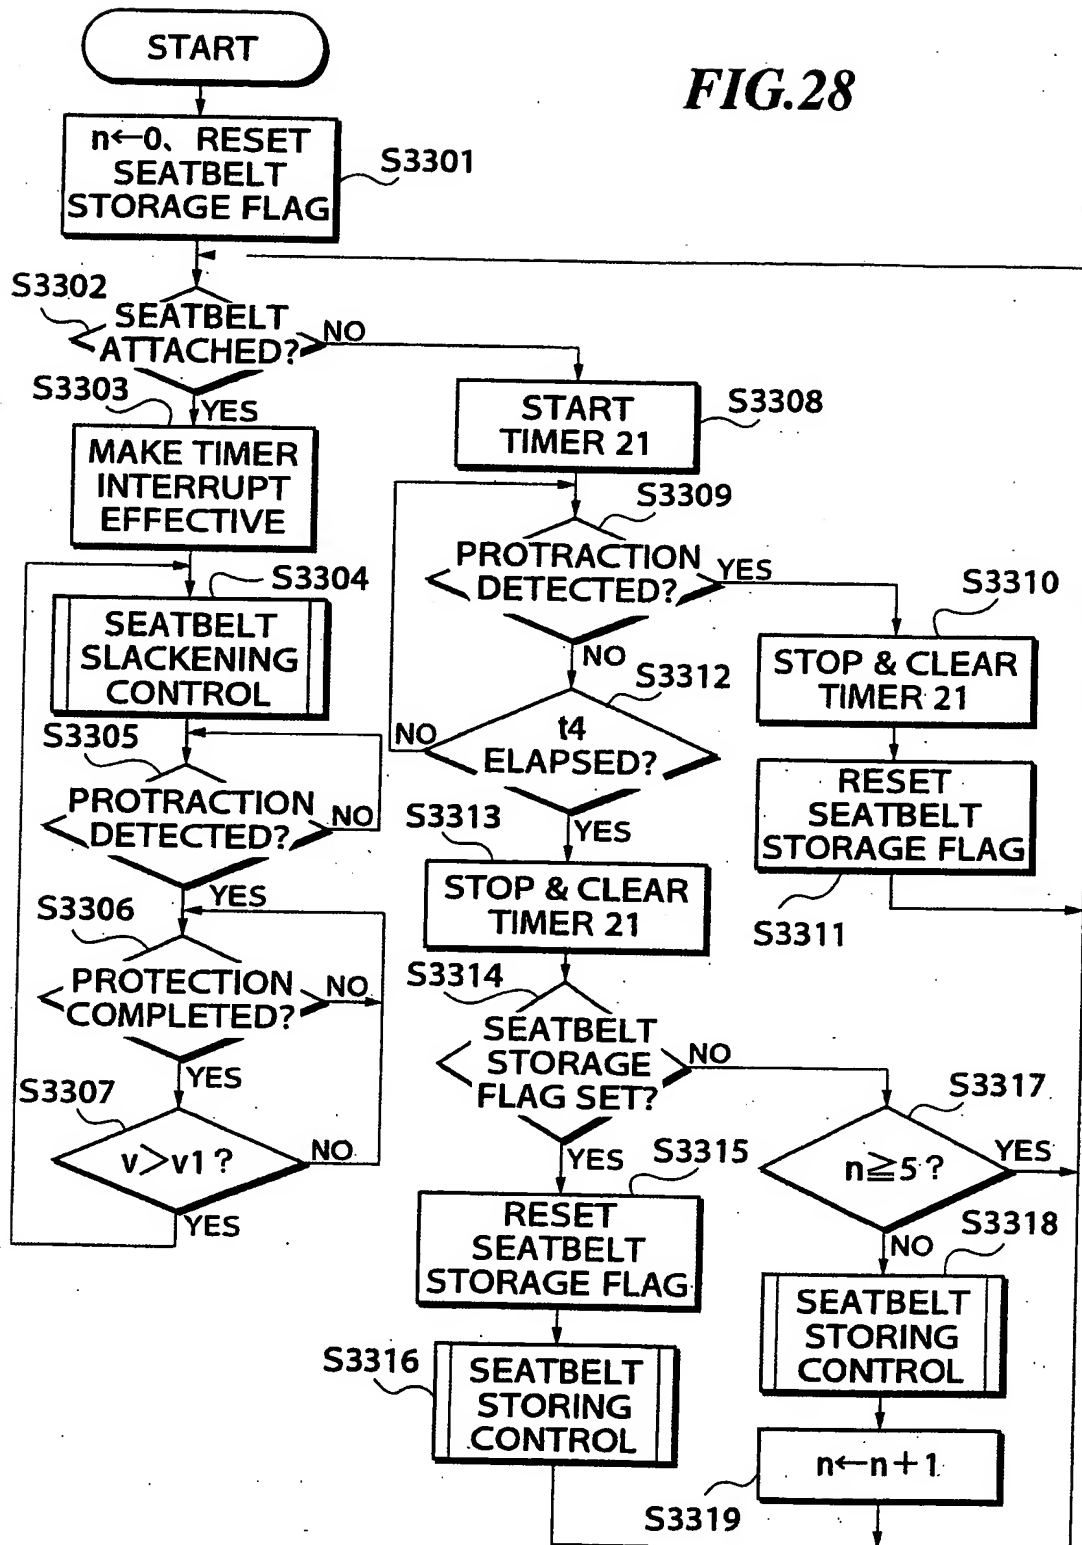 START
FIG.28
n←0、RESET
SEATBELT
STORAGE FLAG
S3301
S3302
SEATBELT
ATTACHED?
NO
YES
S3303
MAKE TIMER
INTERRUPT
EFFECTIVE
S3304
SEATBELT
SLACKENING
CONTROL
S3305
PROTRACTION
DETECTED?
NO
YES
S3306
PROTECTION
COMPLETED?
NO
YES
S3307
v>v1?
NO
YES
START
TIMER 21
S3308
S3309
PROTRACTION
DETECTED?
YES
NO
S3310
STOP & CLEAR
TIMER 21
RESET
SEATBELT
STORAGE FLAG
S3311
S3312
t4
ELAPSED?
NO
YES
S3313
STOP & CLEAR
TIMER 21
S3314
SEATBELT
STORAGE
FLAG SET?
NO
YES
S3315
RESET
SEATBELT
STORAGE FLAG
S3316
SEATBELT
STORING
CONTROL
S3317
n≧5?
YES
NO
S3318
SEATBELT
STORING
CONTROL
n←n+1
S3319